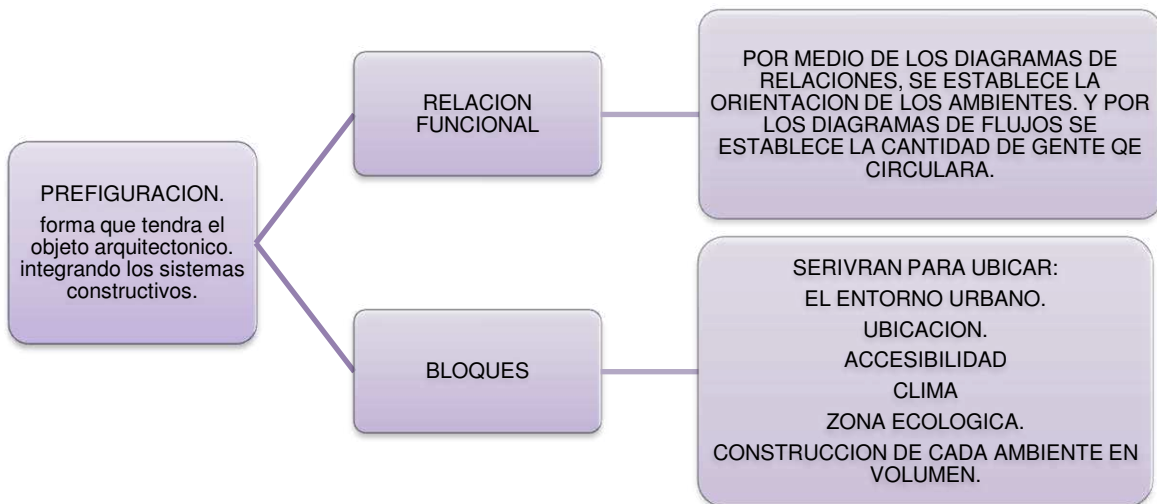 PREFIGURACION.
forma que tendra el
objeto arquitectonico.
integrando los sistemas
constructivos.
RELACION
FUNCIONAL
POR MEDIO DE LOS DIAGRAMAS DE
RELACIONES, SE ESTABLECE LA
ORIENTACION DE LOS AMBIENTES. Y POR
LOS DIAGRAMAS DE FLUJOS SE
ESTABLECE LA CANTIDAD DE GENTE QE
CIRCULARA.
BLOQUES
SERIVRAN PARA UBICAR:
EL ENTORNO URBANO.
UBICACION.
ACCESIBILIDAD
CLIMA
ZONA ECOLOGICA.
CONSTRUCCION DE CADA AMBIENTE EN
VOLUMEN.